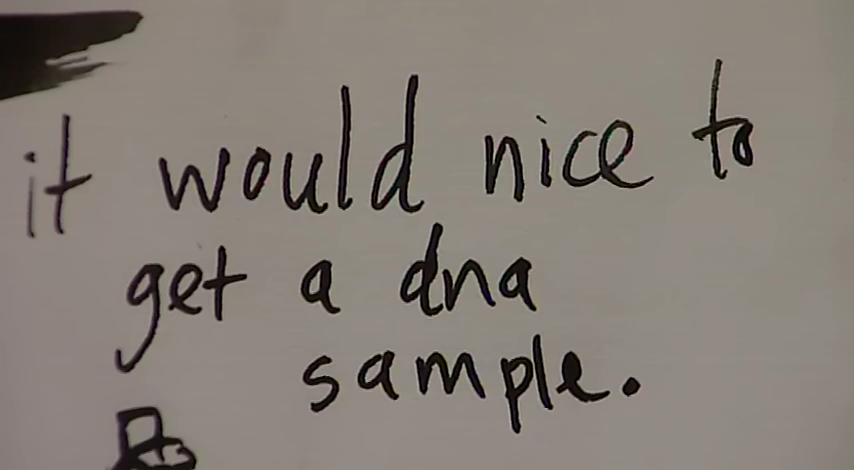 it would nice to
get a dna
sample.